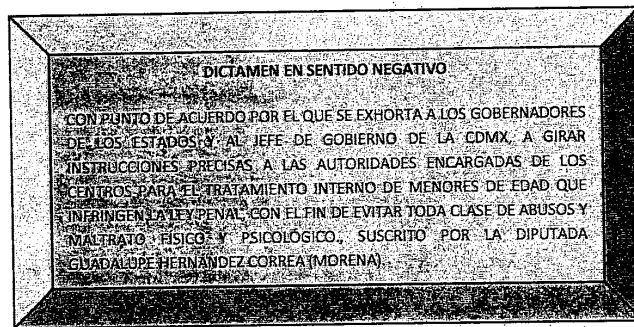 DICTAMEN EN SENTIDO NEGATIVO
CON PUNTO DE ACUERDO POR EL QUE SE EXHORTA A LOS GOBERNADORES
DE LOS ESTADOS Y AL JEFE DE GOBIERNO DE LA CDMX, A GIRAR
INSTRUCCIONES PRECISAS A LAS AUTORIDADES ENCARGADAS DE LOS
CENTROS PARA EL TRATAMIENTO INTERNO DE MENORES DE EDAD QUE
INFRINGEN LA LEY PENAL, CON EL FIN DE EVITAR TODA CLASE DE ABUSOS Y
MALTRATO FÍSICO Y PSICOLÓGICO, SUSCRITO POR LA DIPUTADA
GUADALUPE HERNÁNDEZ CORREA (MORENA)